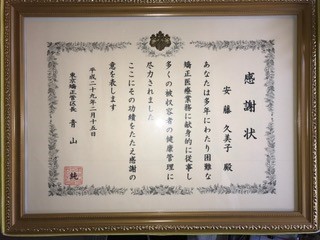 感謝状
安藤 久美子 殿
あなたは多年にわたり困難な
矯正医療業務に献身的に従事し
多くの被収容者の健康管理に
尽力されました
ここにその功績をたたえ感謝の
意を表します
平成二十九年二月十五日
東京矯正管区長 青山 純